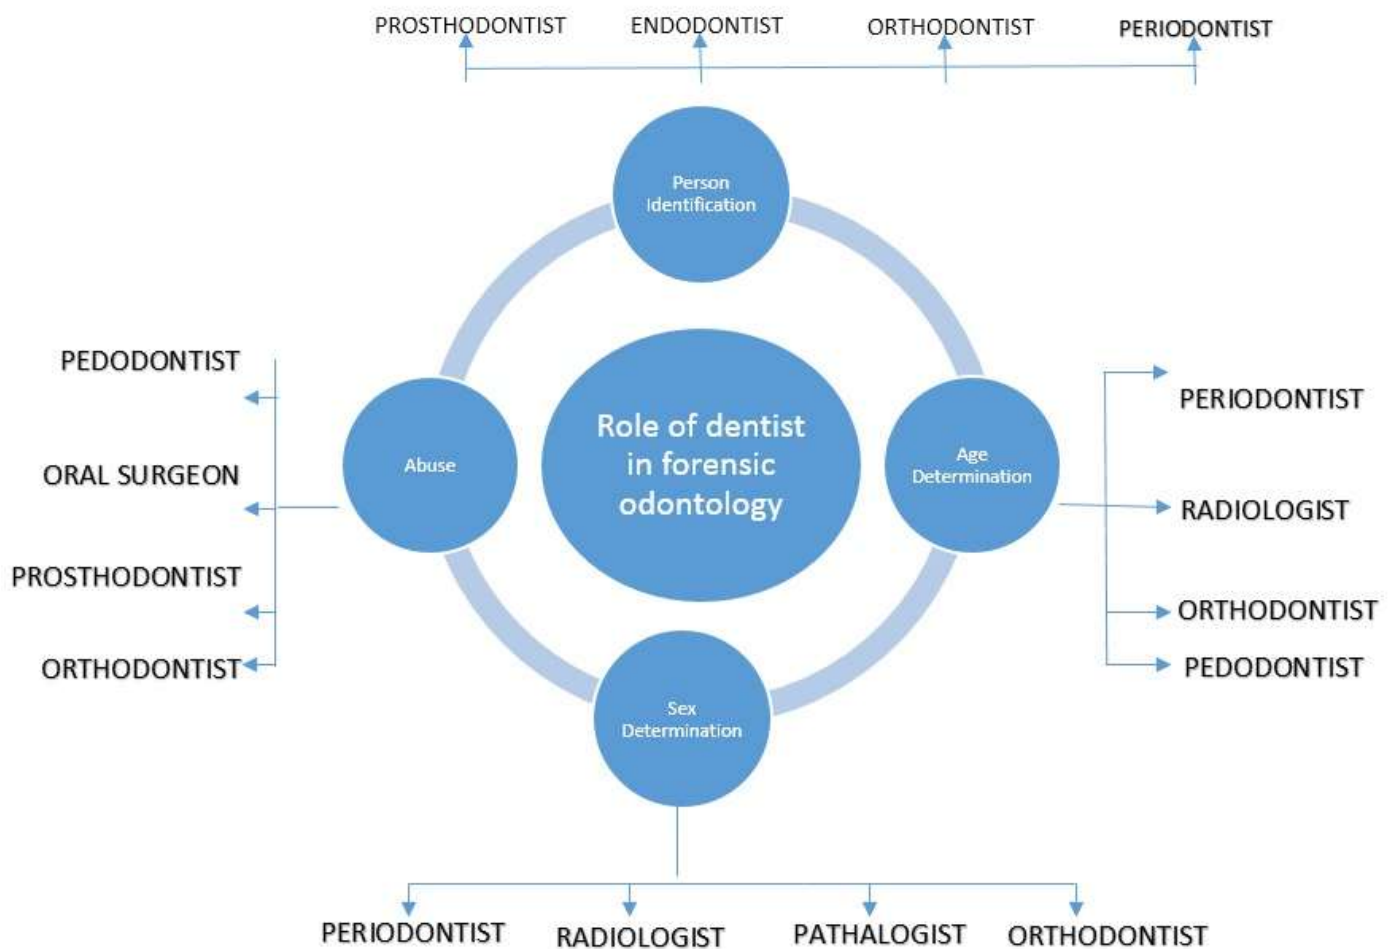 PROSTHODONTIST
ENDODONTIST
ORTHODONTIST
PERIODONTIST
Person
Identification
PEDODONTIST
ORAL SURGEON
PROSTHODONTIST
ORTHODONTIST
Abuse
Role of dentist
in forensic
odontology
Age
Determination
PERIODONTIST
RADIOLOGIST
ORTHODONTIST
PEDODONTIST
Sex
Determination
PERIODONTIST
RADIOLOGIST
PATHALOGIST
ORTHODONTIST